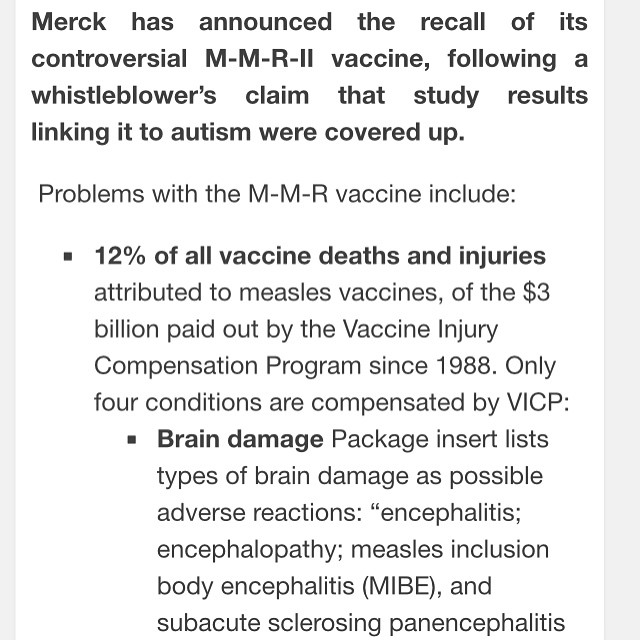 Merck has announced the recall of its
controversial M-M-R-II vaccine, following a
whistleblower’s claim that study results
linking it to autism were covered up.
Problems with the M-M-R vaccine include:
▪ 12% of all vaccine deaths and injuries
attributed to measles vaccines, of the $3
billion paid out by the Vaccine Injury
Compensation Program since 1988. Only
four conditions are compensated by VICP:
▪ Brain damage Package insert lists
types of brain damage as possible
adverse reactions: “encephalitis;
encephalopathy; measles inclusion
body encephalitis (MIBE), and
subacute sclerosing panencephalitis